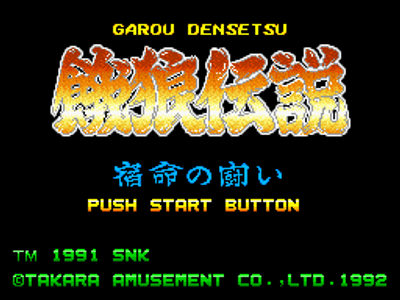 GAROU DENSETSU
餓狼伝説
宿命の闘い
PUSH START BUTTON
TM 1991 SNK
©TAKARA AMUSEMENT CO.,LTD.1992